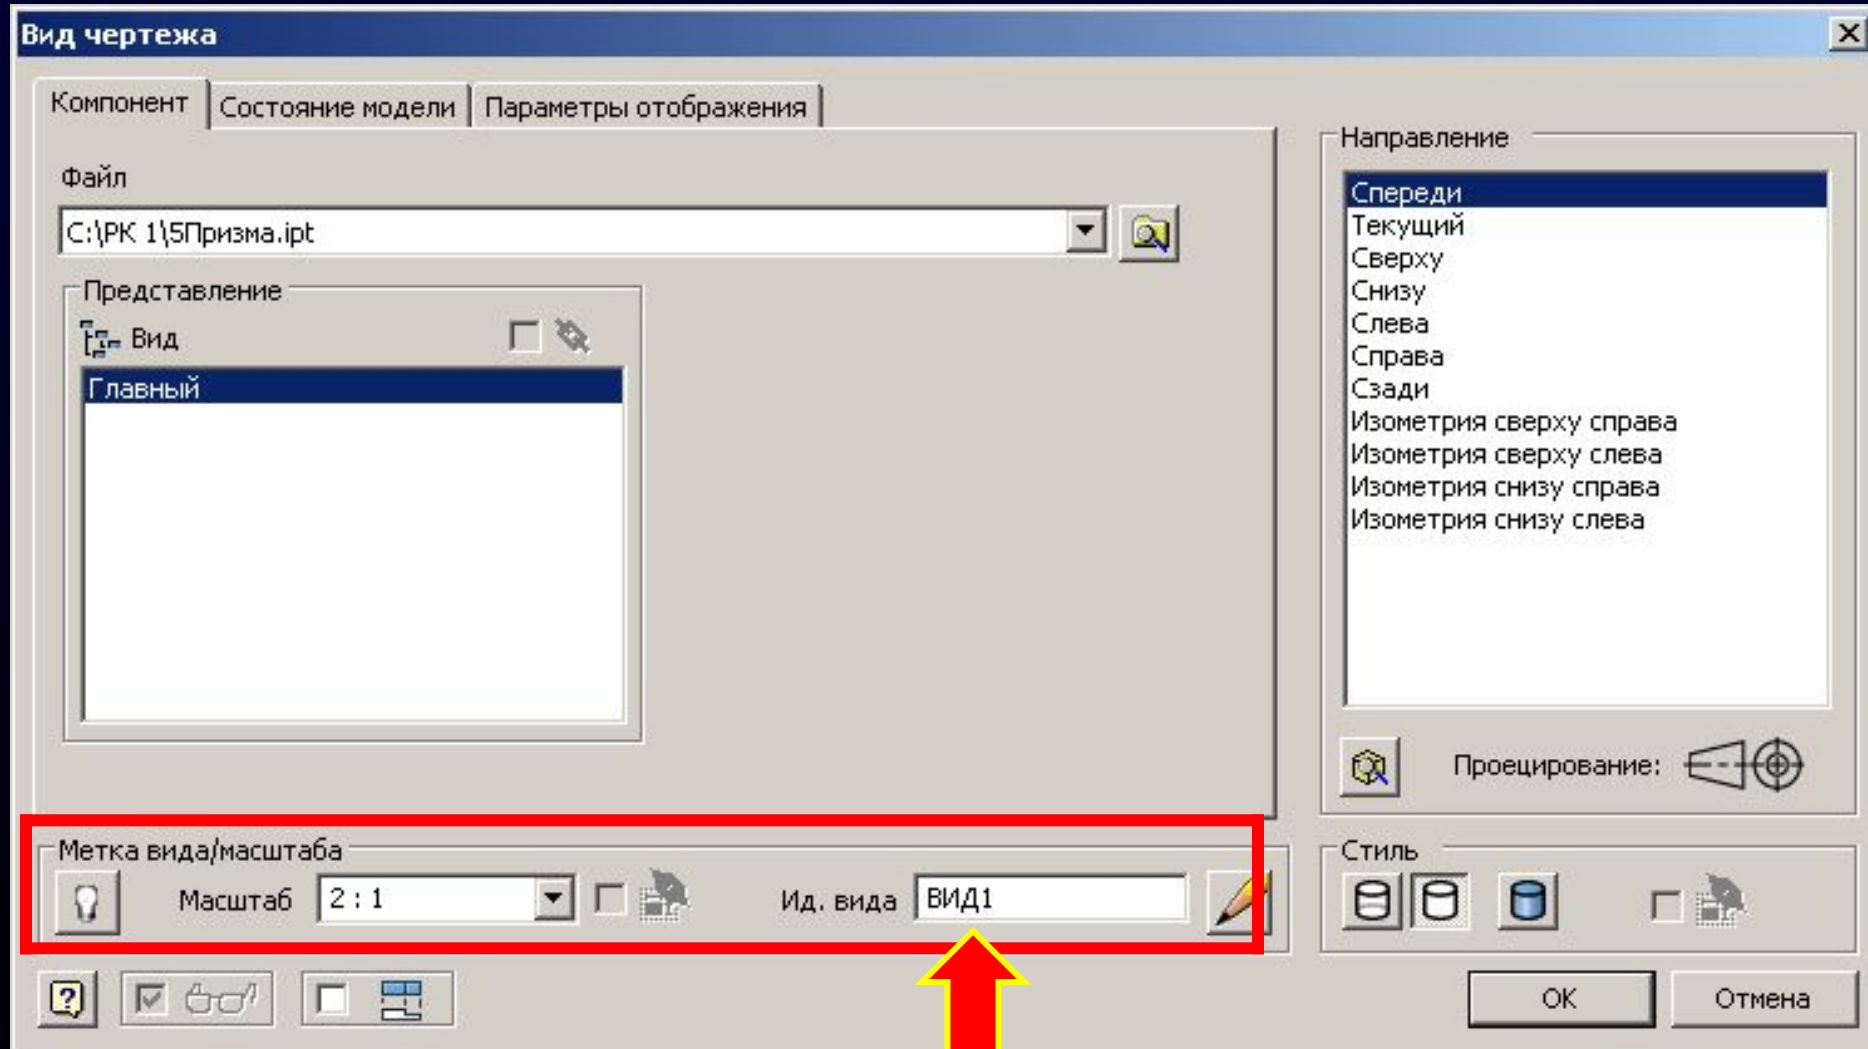 Вид чертежа
Компонент Состояние модели Параметры отображения
Файл
C:\РК 1\5Призма.ipt
Представление
Вид
Главный
Направление
Спереди
Текущий
Сверху
Снизу
Слева
Справа
Сзади
Изометрия сверху справа
Изометрия сверху слева
Изометрия снизу справа
Изометрия снизу слева
Проецирование:
Метка вида/масштаба
Масштаб 2 : 1 Ид. вида ВИД1
Стиль
OK Отмена